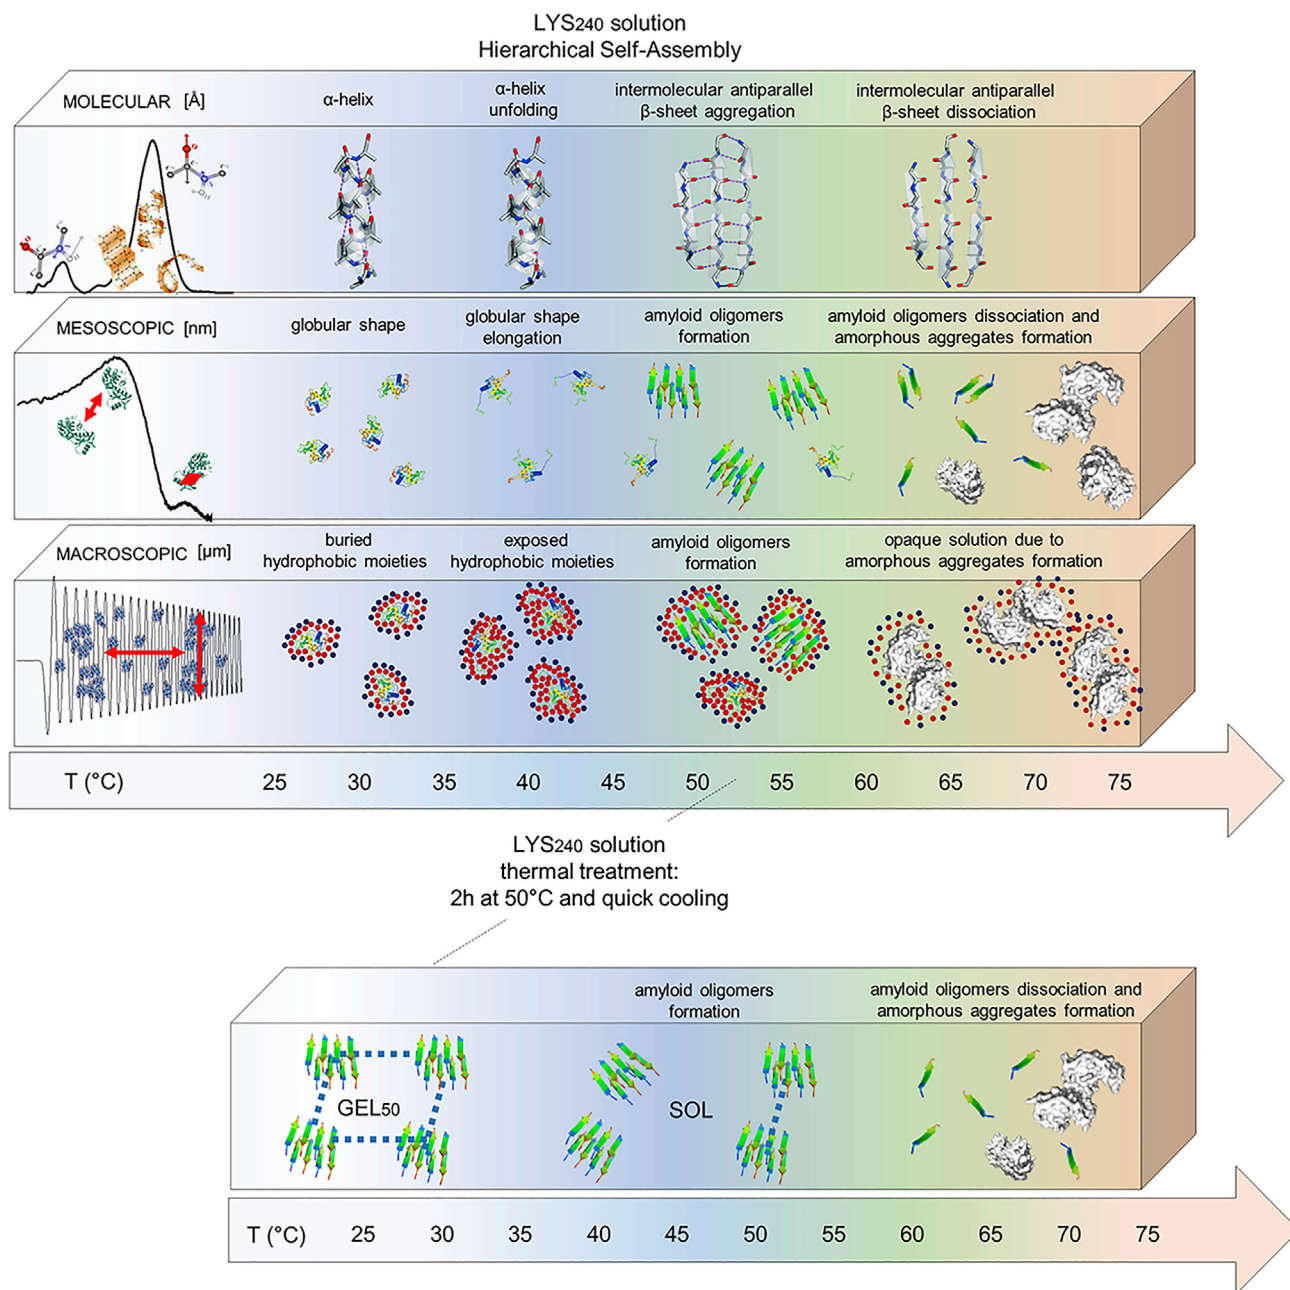 LYS240 solution
Hierarchical Self-Assembly
MOLECULAR [Å]
α-helix
α-helix
unfolding
intermolecular antiparallel
β-sheet aggregation
intermolecular antiparallel
β-sheet dissociation
MESOSCOPIC [nm]
globular shape
globular shape
elongation
amyloid oligomers
formation
amyloid oligomers dissociation and
amorphous aggregates formation
MACROSCOPIC [µm]
buried
hydrophobic moieties
exposed
hydrophobic moieties
amyloid oligomers
formation
opaque solution due to
amorphous aggregates formation
T (°C) 25 30 35 40 45 50 55 60 65 70 75
LYS240 solution
thermal treatment:
2h at 50°C and quick cooling
amyloid oligomers
formation
amyloid oligomers dissociation and
amorphous aggregates formation
GEL50
SOL
T (°C) 25 30 35 40 45 50 55 60 65 70 75